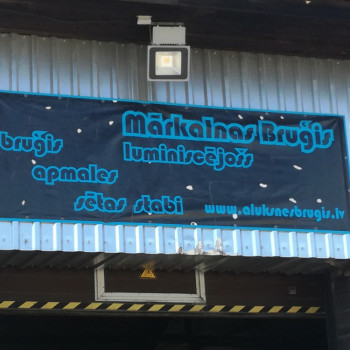 Mārkalnas Bruģis
bruģis luminiscējošs
apmales
sētas stabi www.aluksnesbrugis.lv